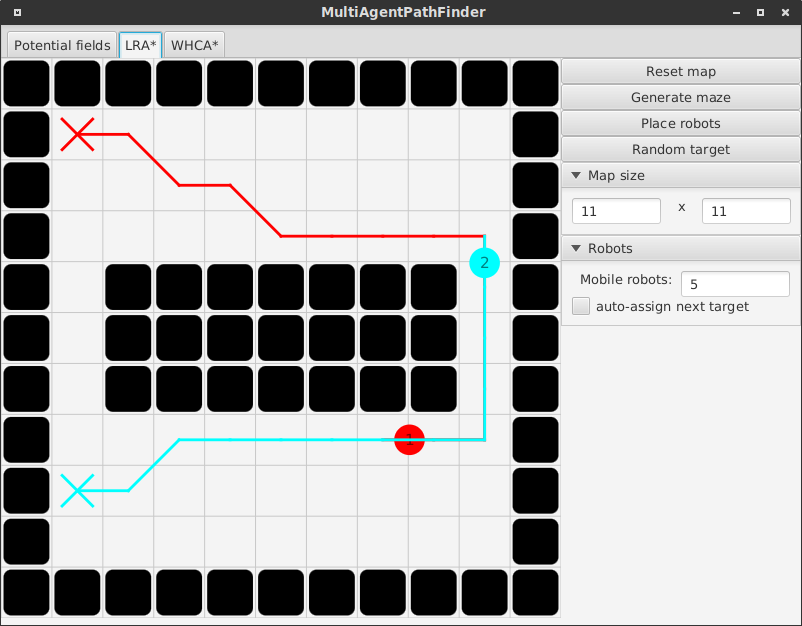 MultiAgentPathFinder
Potential fields LRA* WHCA*
Reset map
Generate maze
Place robots
Random target
Map size
11 x 11
Robots
Mobile robots: 5
auto-assign next target
2
1